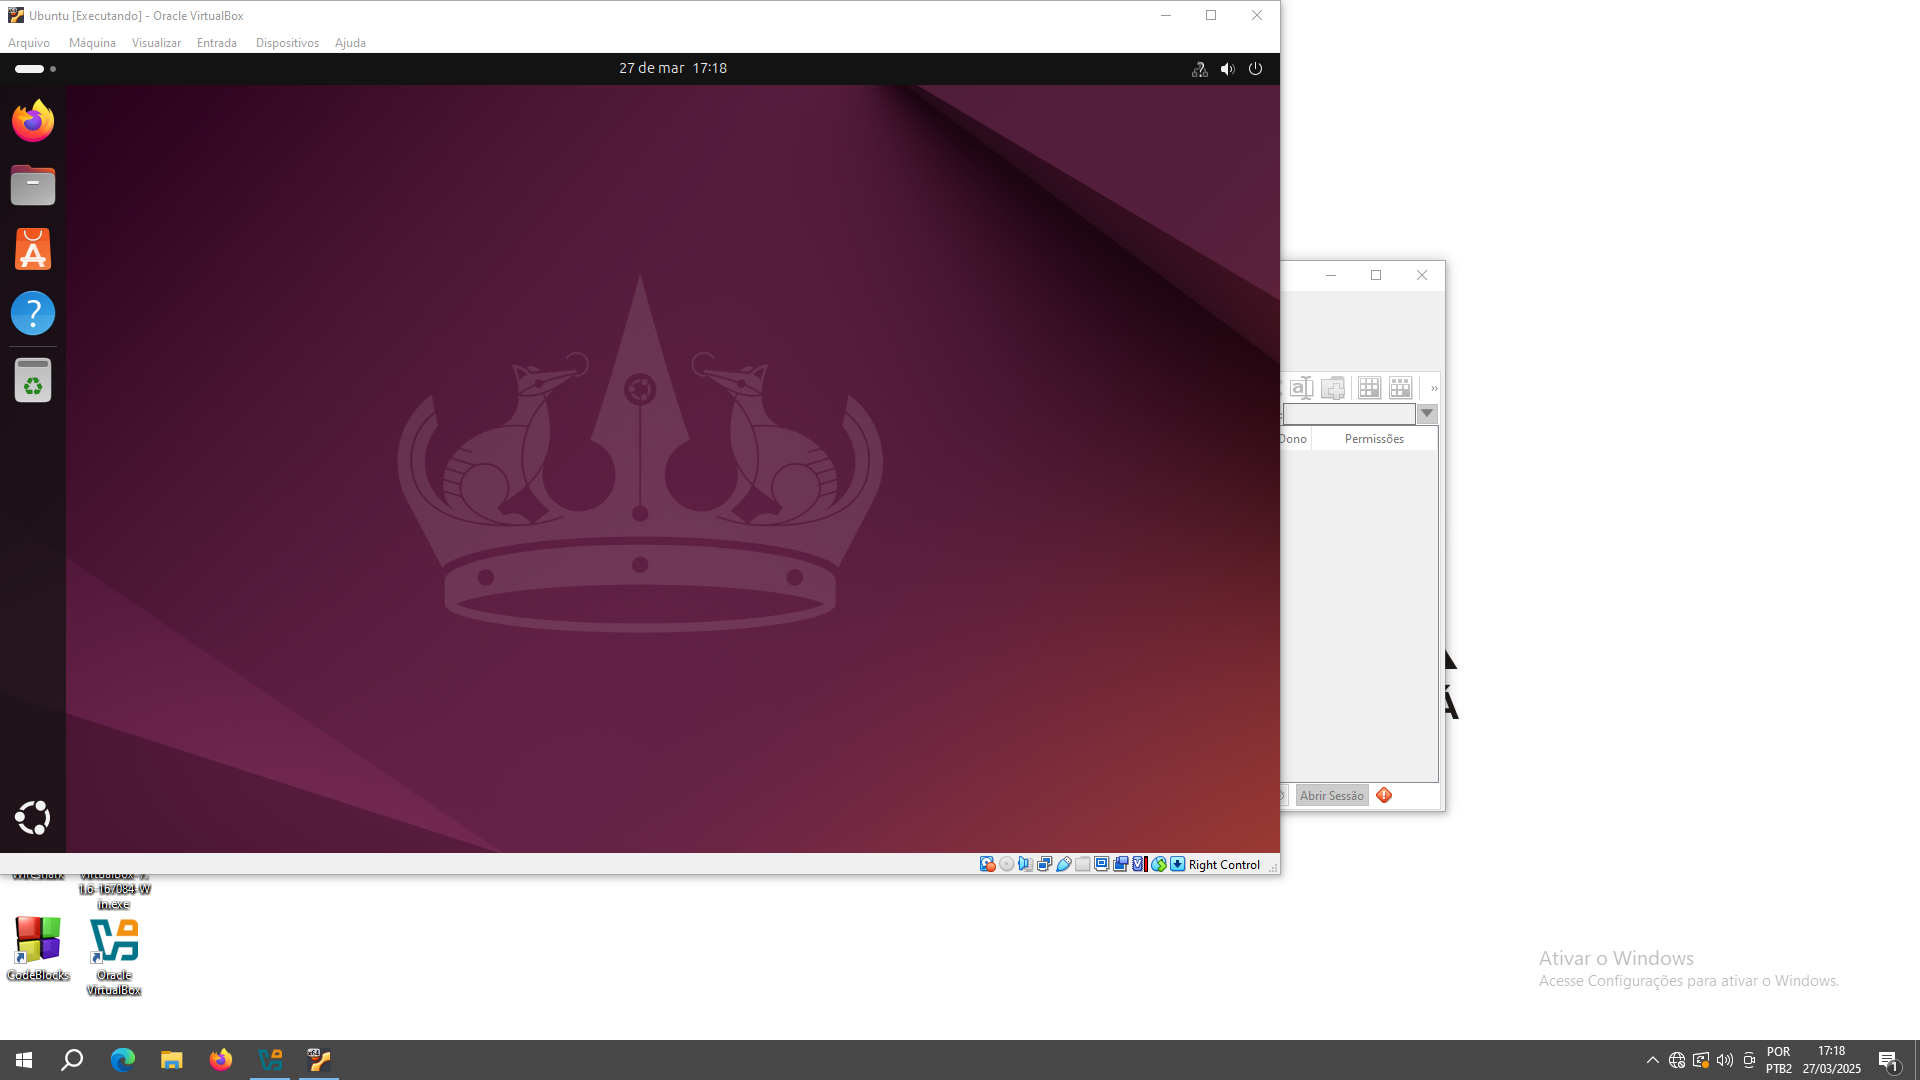 Ubuntu [Executando] - Oracle VirtualBox
Arquivo Máquina Visualizar Entrada Dispositivos Ajuda
27 de mar 17:18
Dono Permissões
Abrir Sessão
Right Control
Wireshark
VirtualBox-7.
1.6-167084-W
in.exe
CodeBlocks
Oracle
VirtualBox
Ativar o Windows
Acesse Configurações para ativar o Windows.
POR
PTB2
17:18
27/03/2025
1